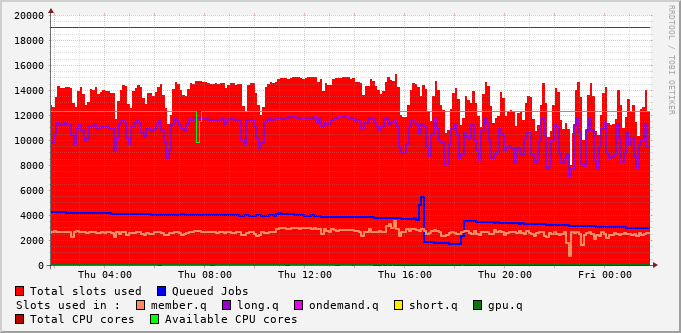 20000
18000
16000
14000
12000
10000
8000
6000
4000
2000
0
Thu 04:00 Thu 08:00 Thu 12:00 Thu 16:00 Thu 20:00 Fri 00:00
Total slots used Queued Jobs
Slots used in : member.q long.q ondemand.q short.q gpu.q
Total CPU cores Available CPU cores
RRDTOOL / TOBI OETIKER